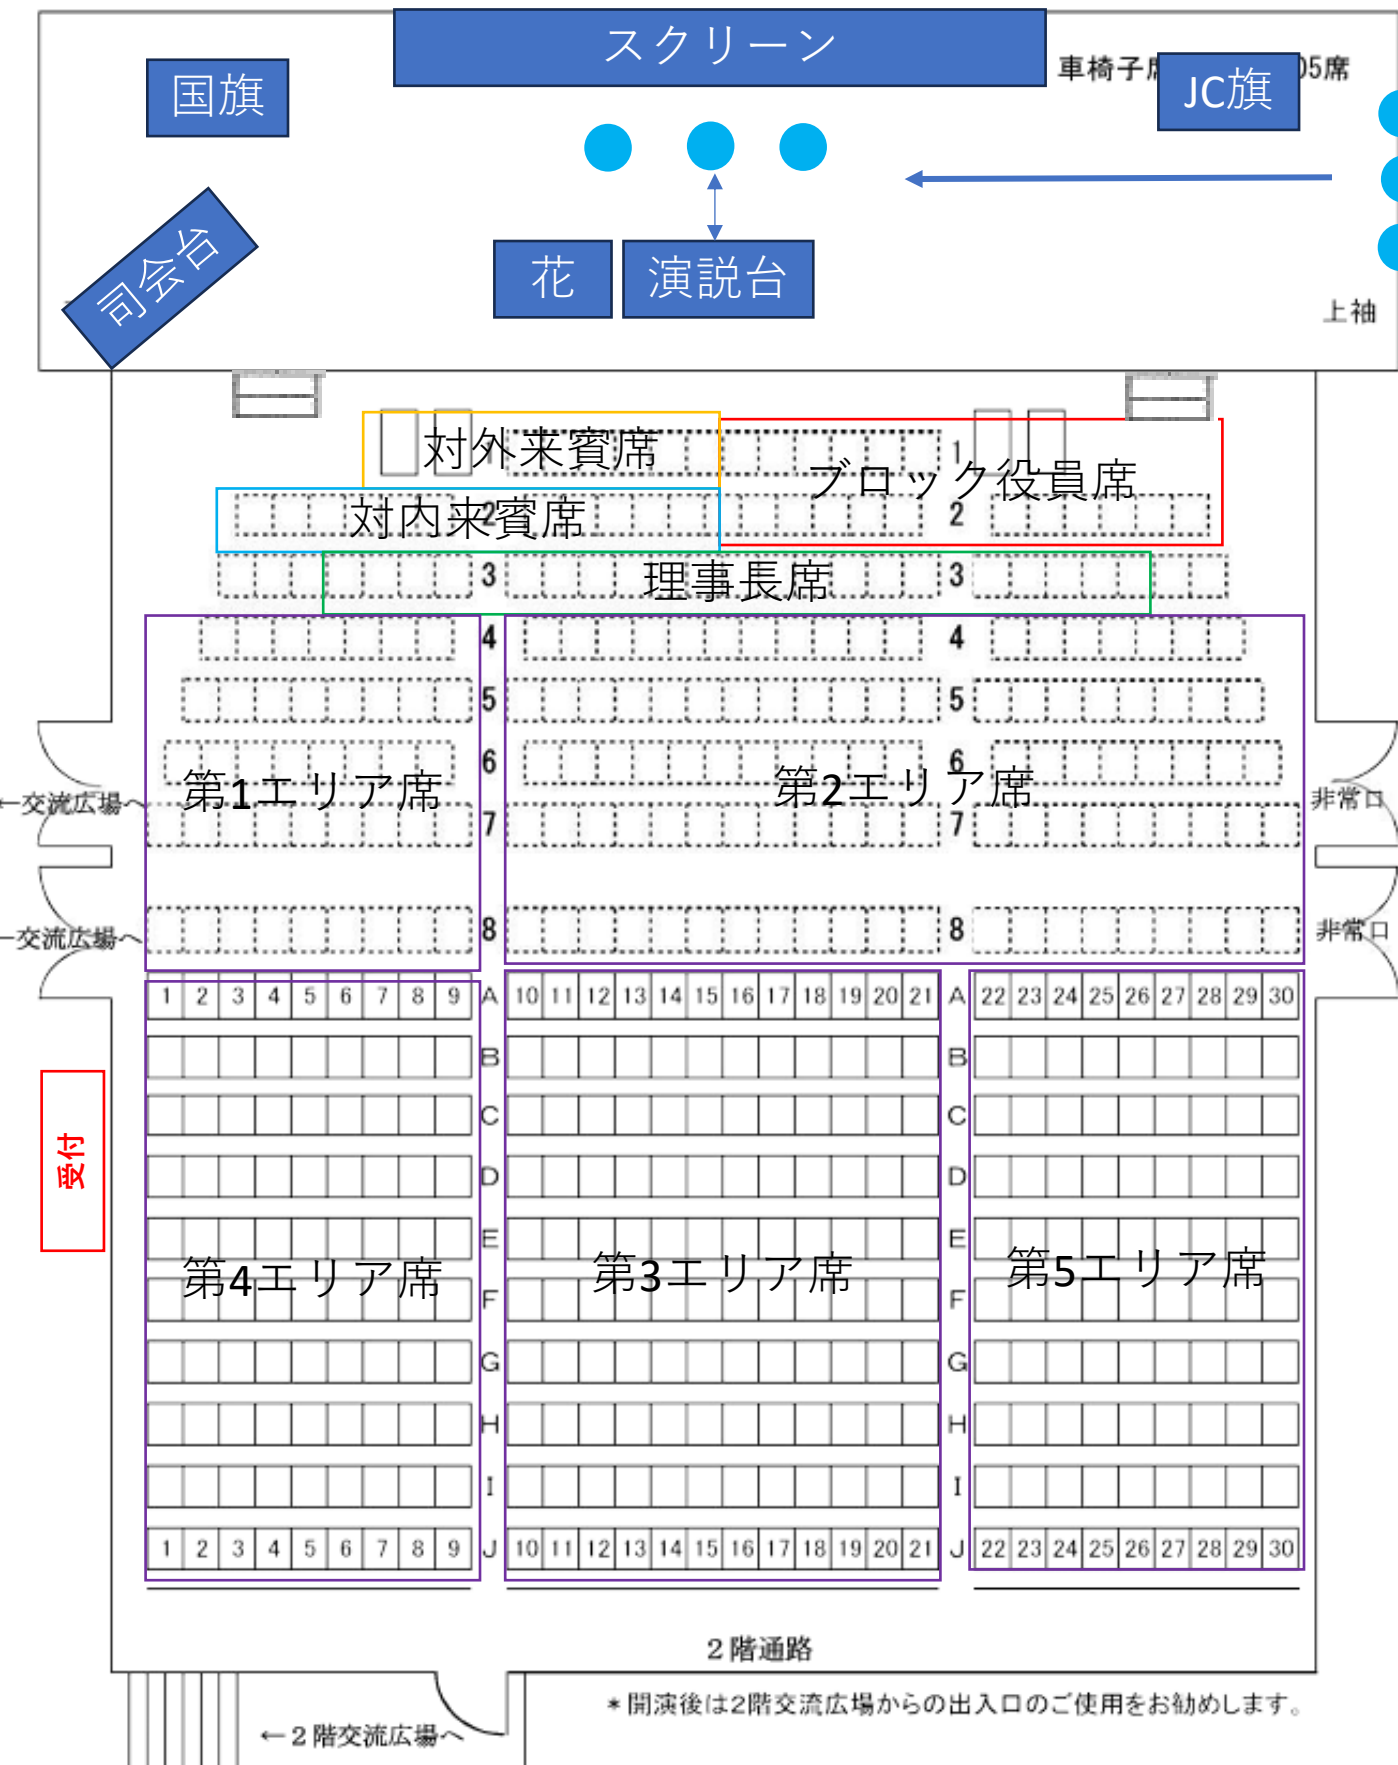 スクリーン
車椅子席
05席
国旗
JC旗
司会台
花
演説台
上袖
対外来賓席
1
1
ブロック役員席
対内来賓席
2
2
3
理事長席
3
4
4
5
5
6
6
第1エリア席
第2エリア席
←交流広場へ
非常口
7
7
8
8
←交流広場へ
非常口
1 2 3 4 5 6 7 8 9 A 10 11 12 13 14 15 16 17 18 19 20 21 A 22 23 24 25 26 27 28 29 30
B
B
C
C
受付
D
D
E
E
第4エリア席
第3エリア席
第5エリア席
F
F
G
G
H
H
I
I
1 2 3 4 5 6 7 8 9 J 10 11 12 13 14 15 16 17 18 19 20 21 J 22 23 24 25 26 27 28 29 30
2階通路
*開演後は2階交流広場からの出入口のご使用をお勧めします。
←2階交流広場へ